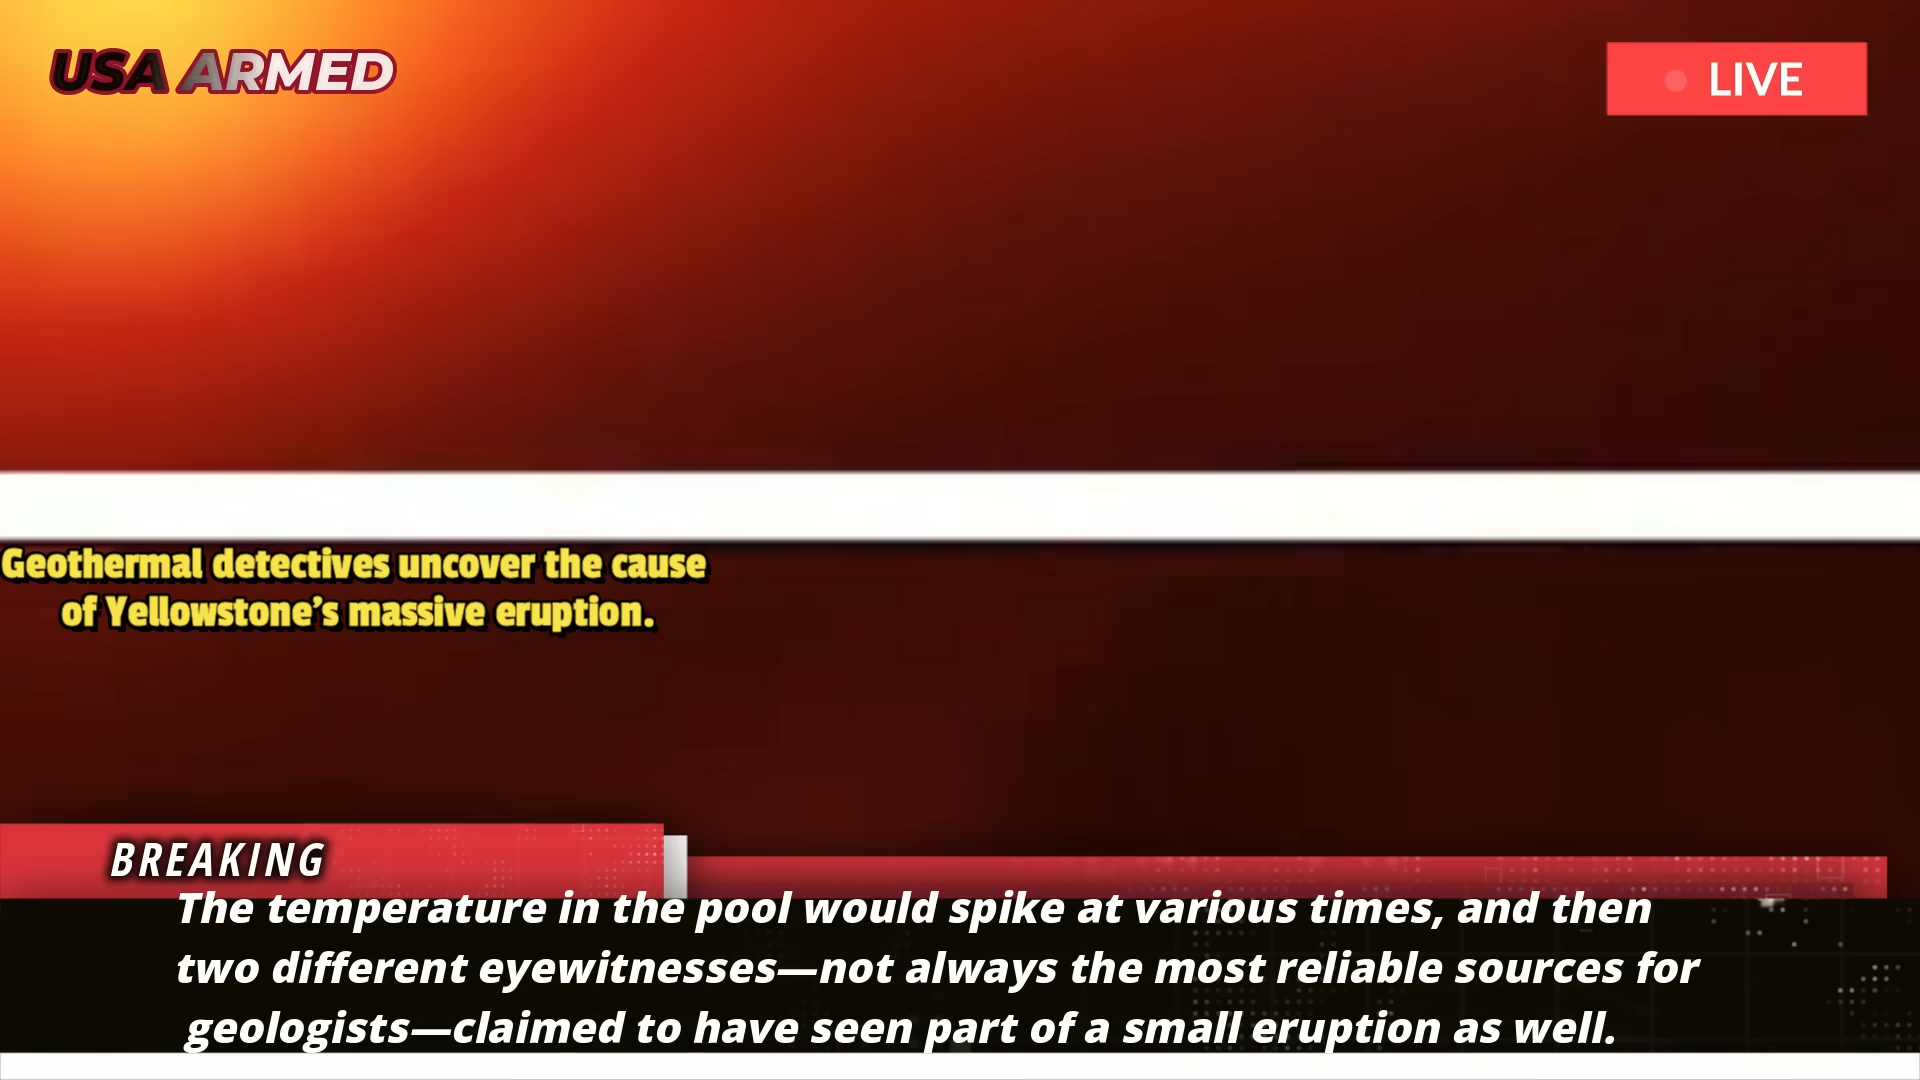 USA ARMED
LIVE
Geothermal detectives uncover the cause
of Yellowstone’s massive eruption.
BREAKING
The temperature in the pool would spike at various times, and then
two different eyewitnesses—not always the most reliable sources for
geologists—claimed to have seen part of a small eruption as well.